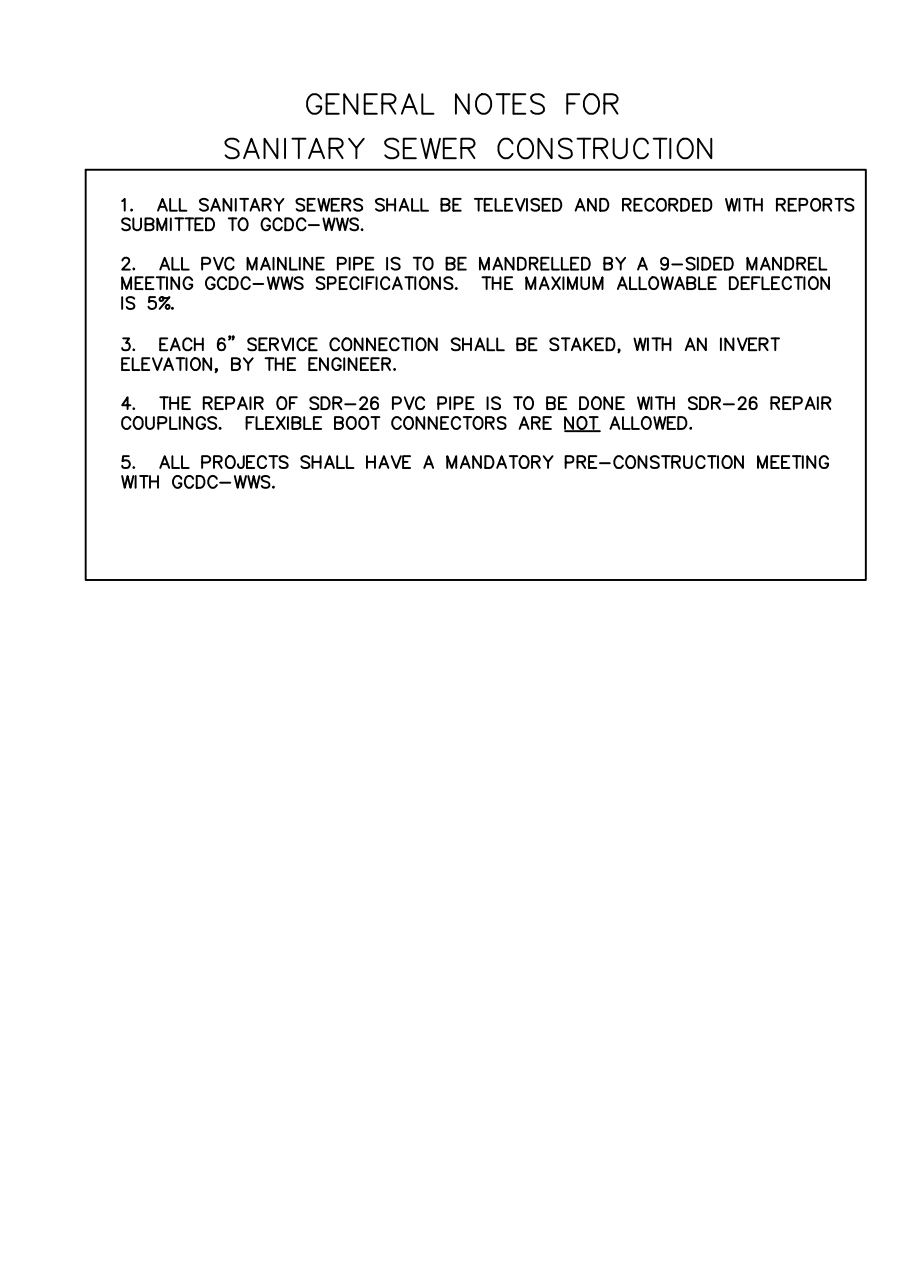 GENERAL NOTES FOR
SANITARY SEWER CONSTRUCTION
1. ALL SANITARY SEWERS SHALL BE TELEVISED AND RECORDED WITH REPORTS
SUBMITTED TO GCDC-WWS.
2. ALL PVC MAINLINE PIPE IS TO BE MANDRELLED BY A 9-SIDED MANDREL
MEETING GCDC-WWS SPECIFICATIONS. THE MAXIMUM ALLOWABLE DEFLECTION
IS 5%.
3. EACH 6" SERVICE CONNECTION SHALL BE STAKED, WITH AN INVERT
ELEVATION, BY THE ENGINEER.
4. THE REPAIR OF SDR-26 PVC PIPE IS TO BE DONE WITH SDR-26 REPAIR
COUPLINGS. FLEXIBLE BOOT CONNECTORS ARE NOT ALLOWED.
5. ALL PROJECTS SHALL HAVE A MANDATORY PRE-CONSTRUCTION MEETING
WITH GCDC-WWS.